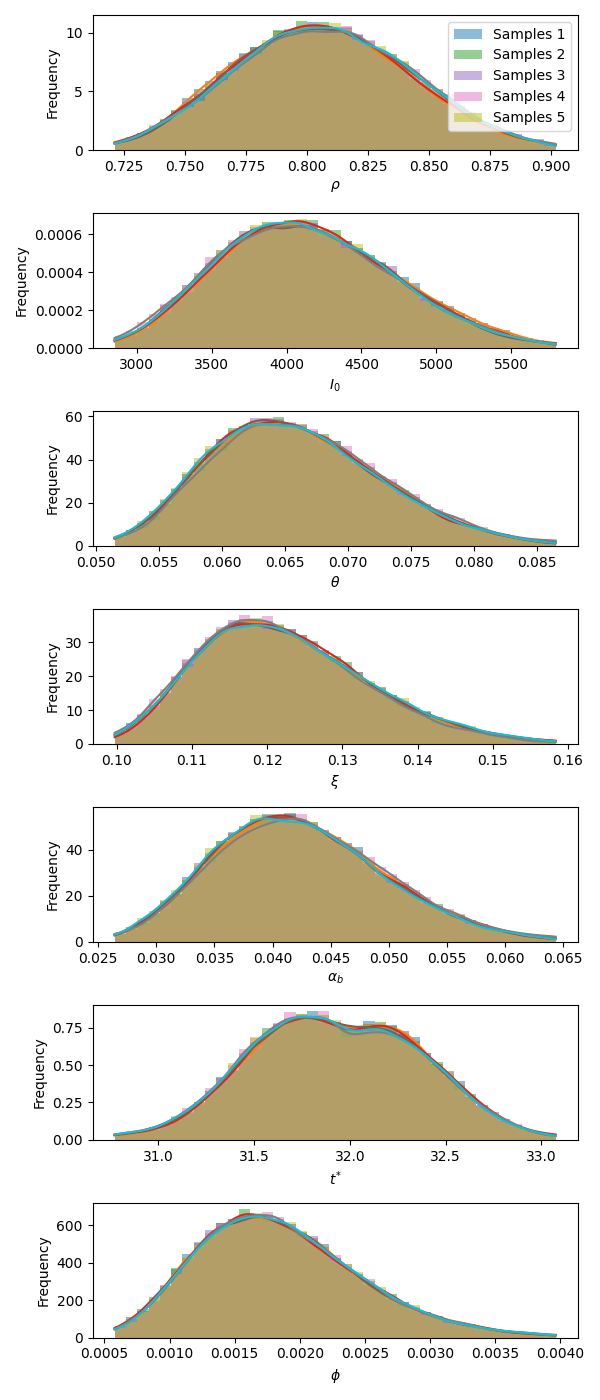 10
5
0
Frequency
Samples 1
Samples 2
Samples 3
Samples 4
Samples 5
0.725 0.750 0.775 0.800 0.825 0.850 0.875 0.900
ρ
0.0006
0.0004
0.0002
0.0000
Frequency
3000 3500 4000 4500 5000 5500
I₀
60
40
20
0
Frequency
0.050 0.055 0.060 0.065 0.070 0.075 0.080 0.085
θ
30
20
10
0
Frequency
0.10 0.11 0.12 0.13 0.14 0.15 0.16
ξ
40
20
0
Frequency
0.025 0.030 0.035 0.040 0.045 0.050 0.055 0.060 0.065
α_b
0.75
0.50
0.25
0.00
Frequency
31.0 31.5 32.0 32.5 33.0
t*
600
400
200
0
Frequency
0.0005 0.0010 0.0015 0.0020 0.0025 0.0030 0.0035 0.0040
ϕ